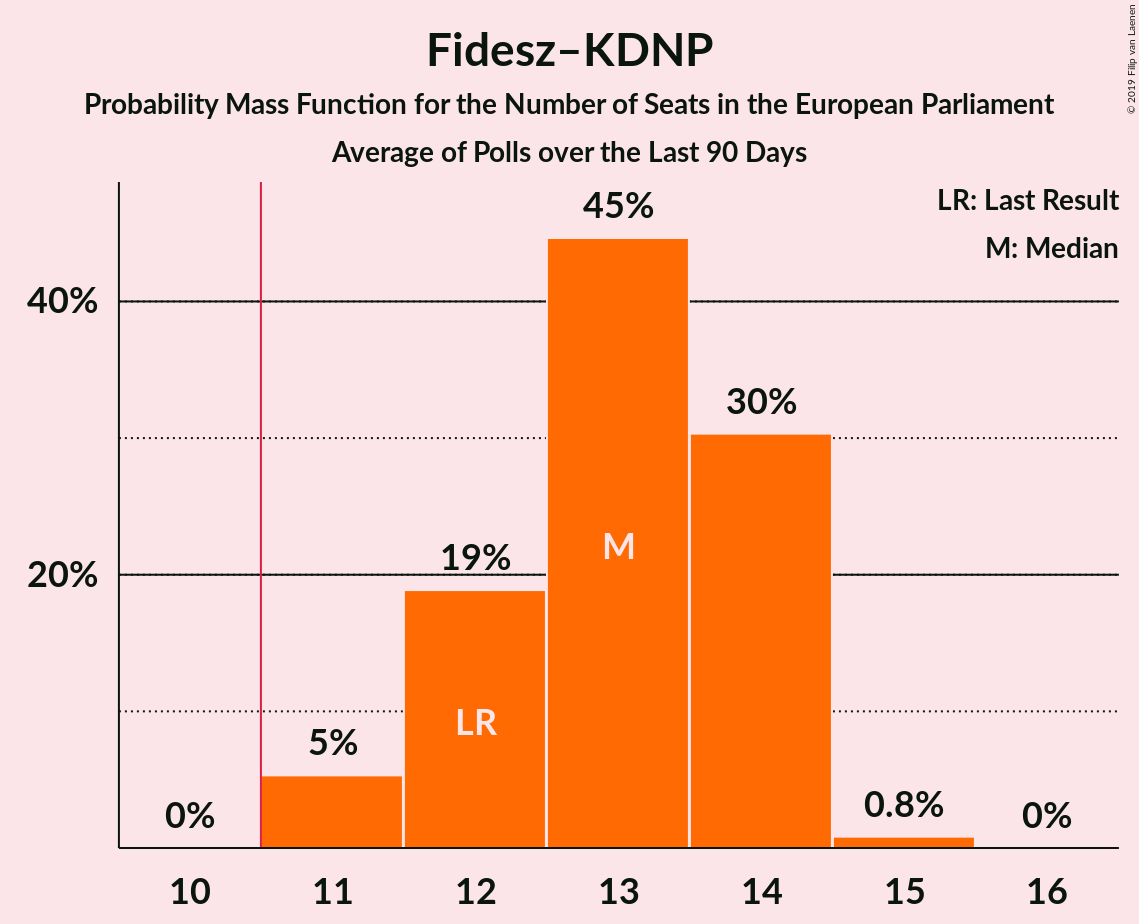 Fidesz–KDNP
Probability Mass Function for the Number of Seats in the European Parliament
Average of Polls over the Last 90 Days
© 2019 Filip van Laenen
LR: Last Result
M: Median
45%
40%
30%
M
19%
20%
LR
5%
0%
0.8%
0%
10 11 12 13 14 15 16